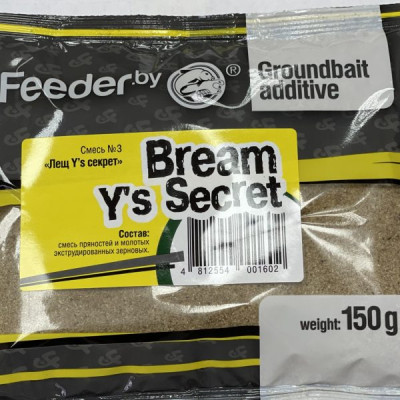 Feeder.by ®
Groundbait
additive
Смесь №3
«Лещ Y's секрет»
Bream
Y's Secret
Состав:
смесь пряностей и молотых
экструдированных зерновых.
4 812554 001602
weight: 150 g